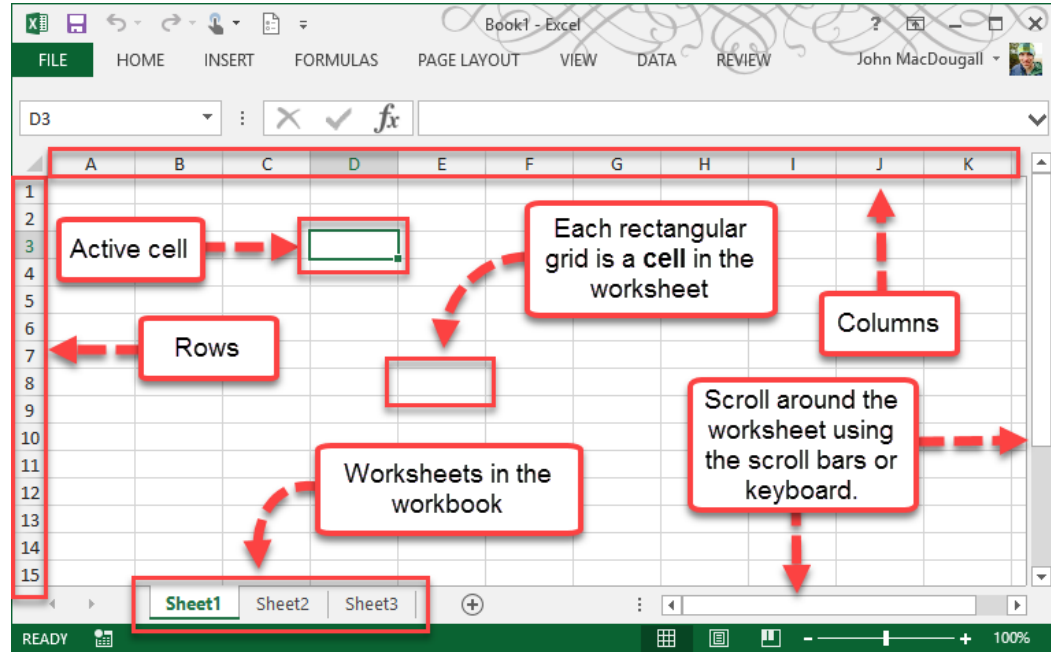 Book1 - Excel
FILE HOME INSERT FORMULAS PAGE LAYOUT VIEW DATA REVIEW John MacDougall
D3 fx
A B C D E F G H I J K
1
2
3
4
5
6
7
8
9
10
11
12
13
14
15
Active cell
Each rectangular
grid is a cell in the
worksheet
Columns
Rows
Scroll around the
worksheet using
the scroll bars or
keyboard.
Worksheets in the
workbook
Sheet1 Sheet2 Sheet3
READY 100%